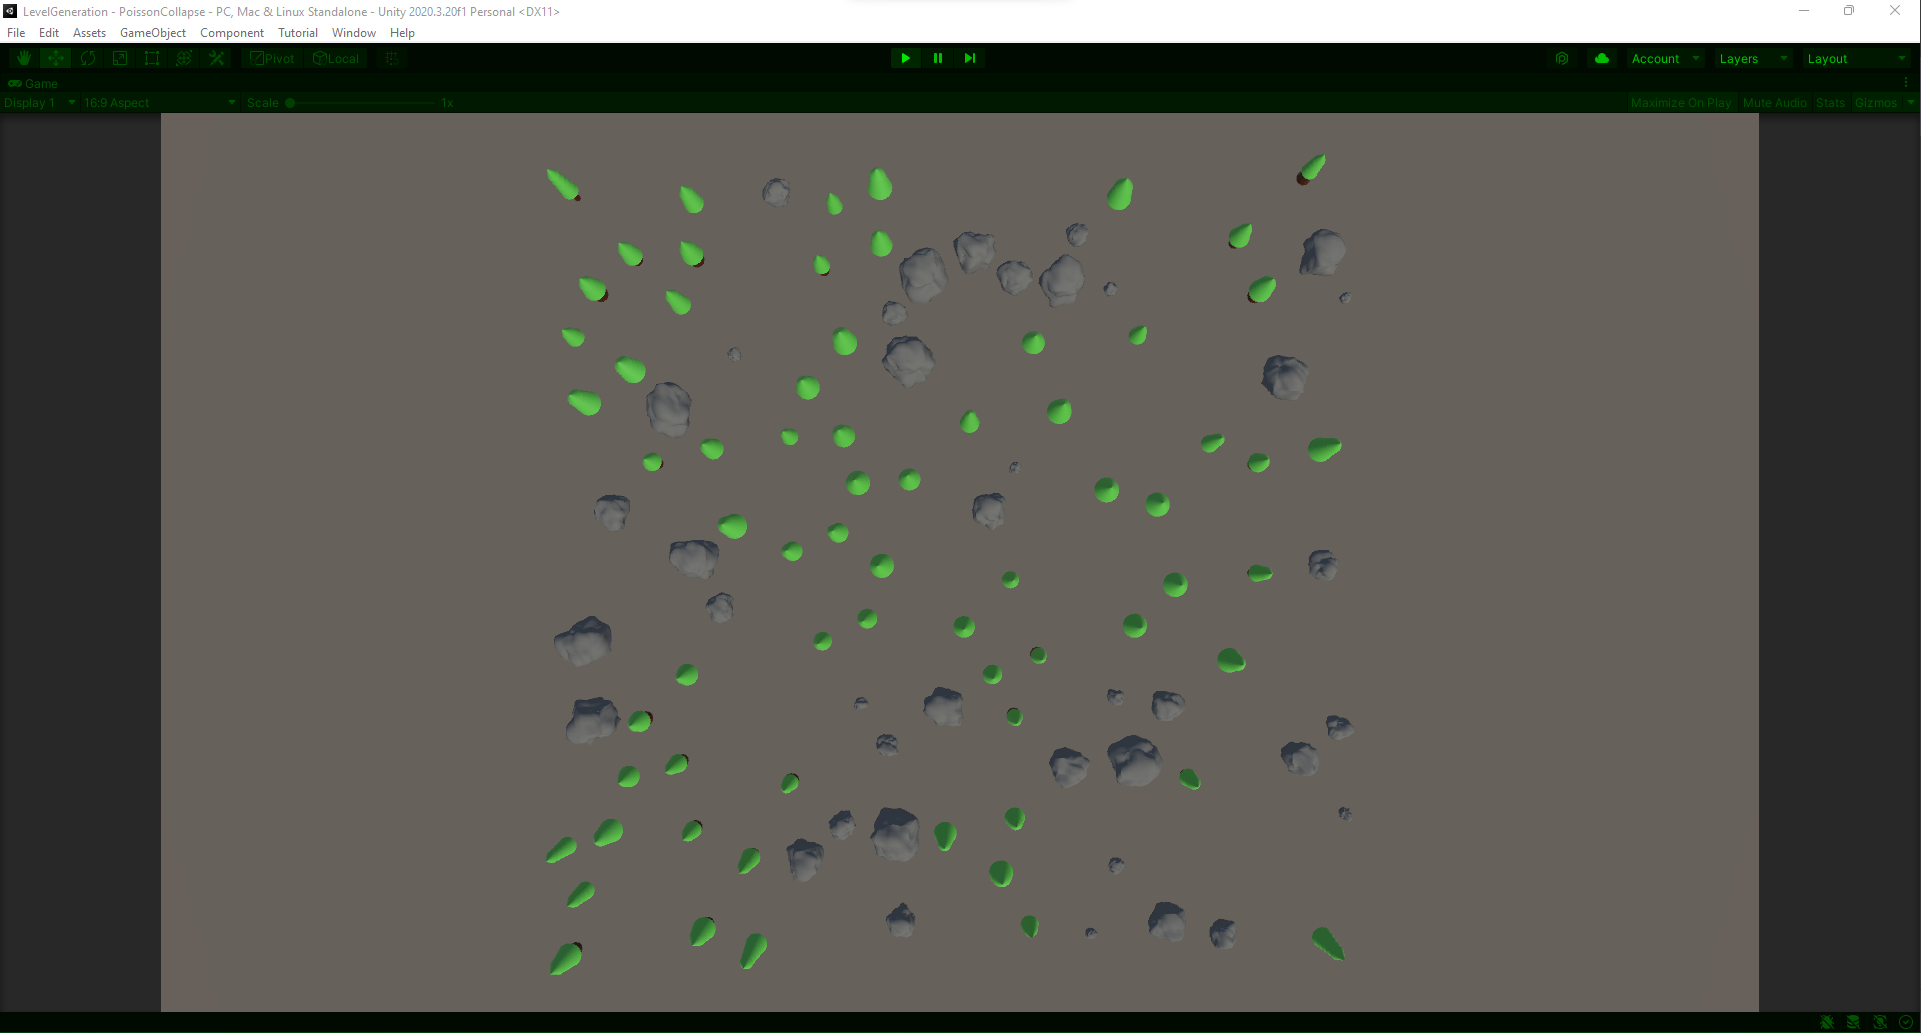 LevelGeneration - PoissonCollapse - PC, Mac & Linux Standalone - Unity 2020.3.20f1 Personal <DX11>
File Edit Assets GameObject Component Tutorial Window Help
Pivot Local Account Layers Layout
Game
Display 1 16:9 Aspect Scale 1x Maximize On Play Mute Audio Stats Gizmos